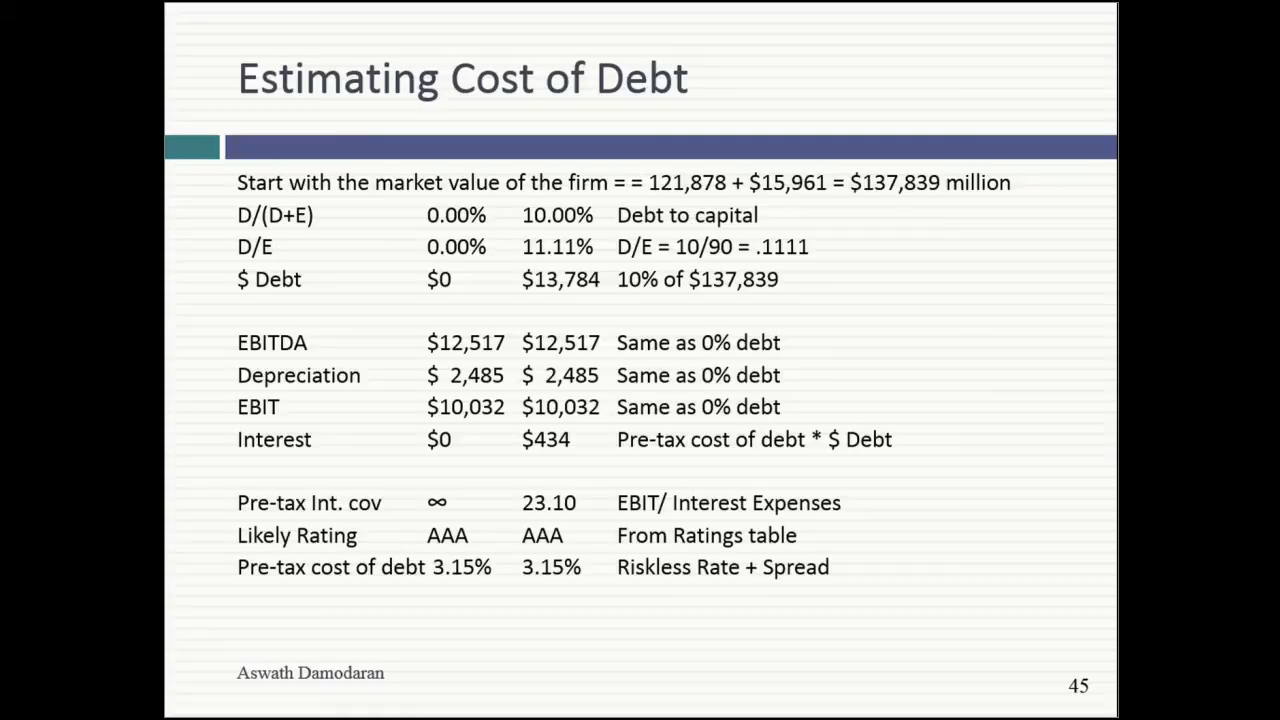 Estimating Cost of Debt
Start with the market value of the firm = = 121,878 + $15,961 = $137,839 million
D/(D+E) 0.00% 10.00% Debt to capital
D/E 0.00% 11.11% D/E = 10/90 = .1111
$ Debt $0 $13,784 10% of $137,839
EBITDA $12,517 $12,517 Same as 0% debt
Depreciation $ 2,485 $ 2,485 Same as 0% debt
EBIT $10,032 $10,032 Same as 0% debt
Interest $0 $434 Pre-tax cost of debt * $ Debt
Pre-tax Int. cov ∞ 23.10 EBIT/ Interest Expenses
Likely Rating AAA AAA From Ratings table
Pre-tax cost of debt 3.15% 3.15% Riskless Rate + Spread
Aswath Damodaran
45